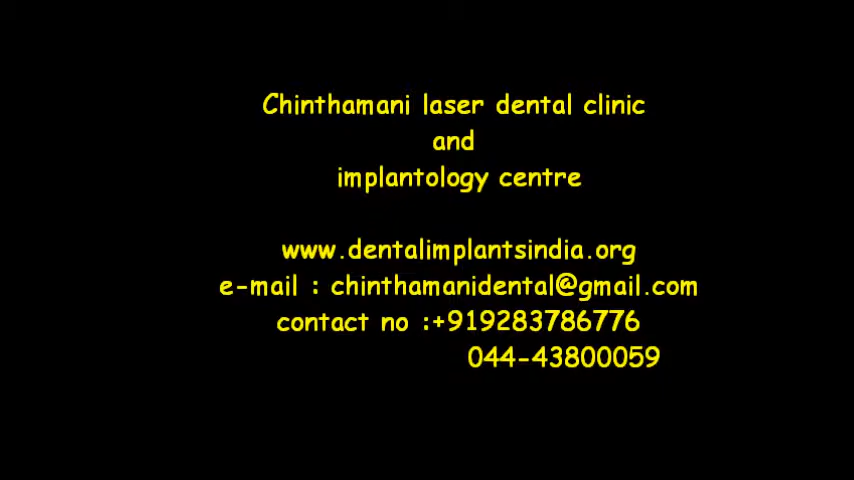 Chinthamani laser dental clinic
and
implantology centre
www.dentalimplantsindia.org
e-mail : chinthamanidental@gmail.com
contact no :+919283786776
044-43800059